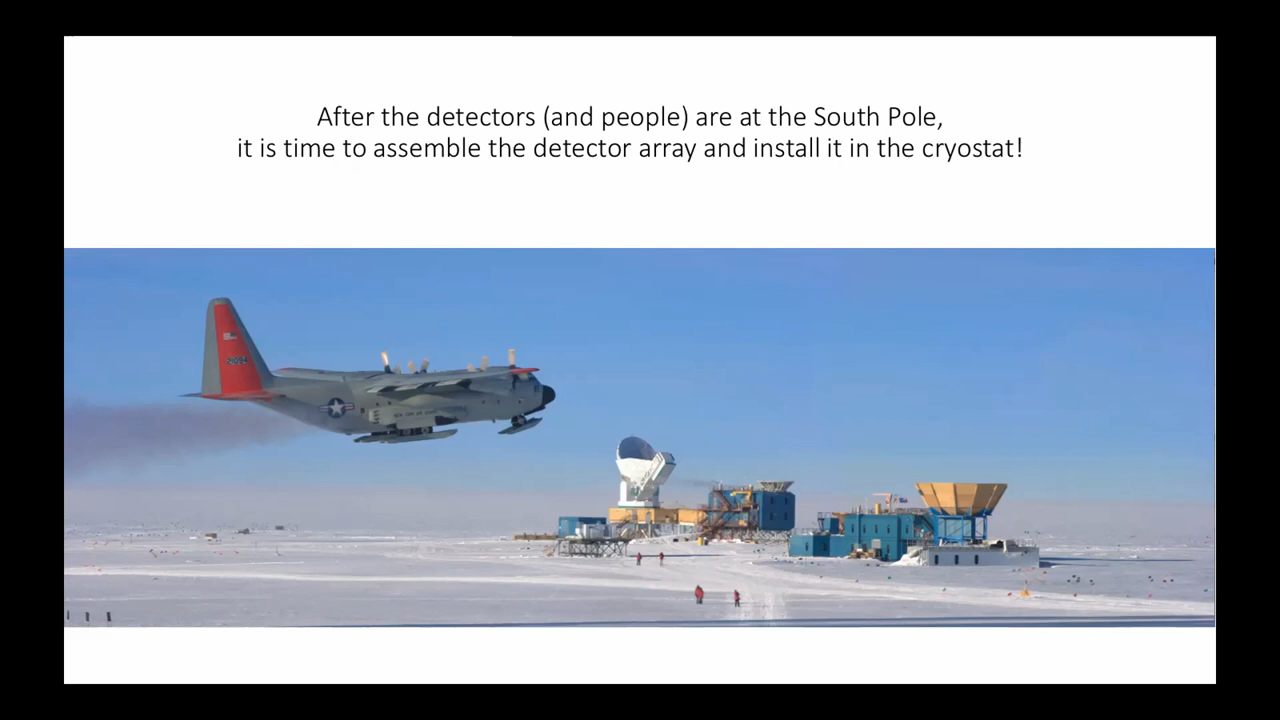 After the detectors (and people) are at the South Pole,
it is time to assemble the detector array and install it in the cryostat!